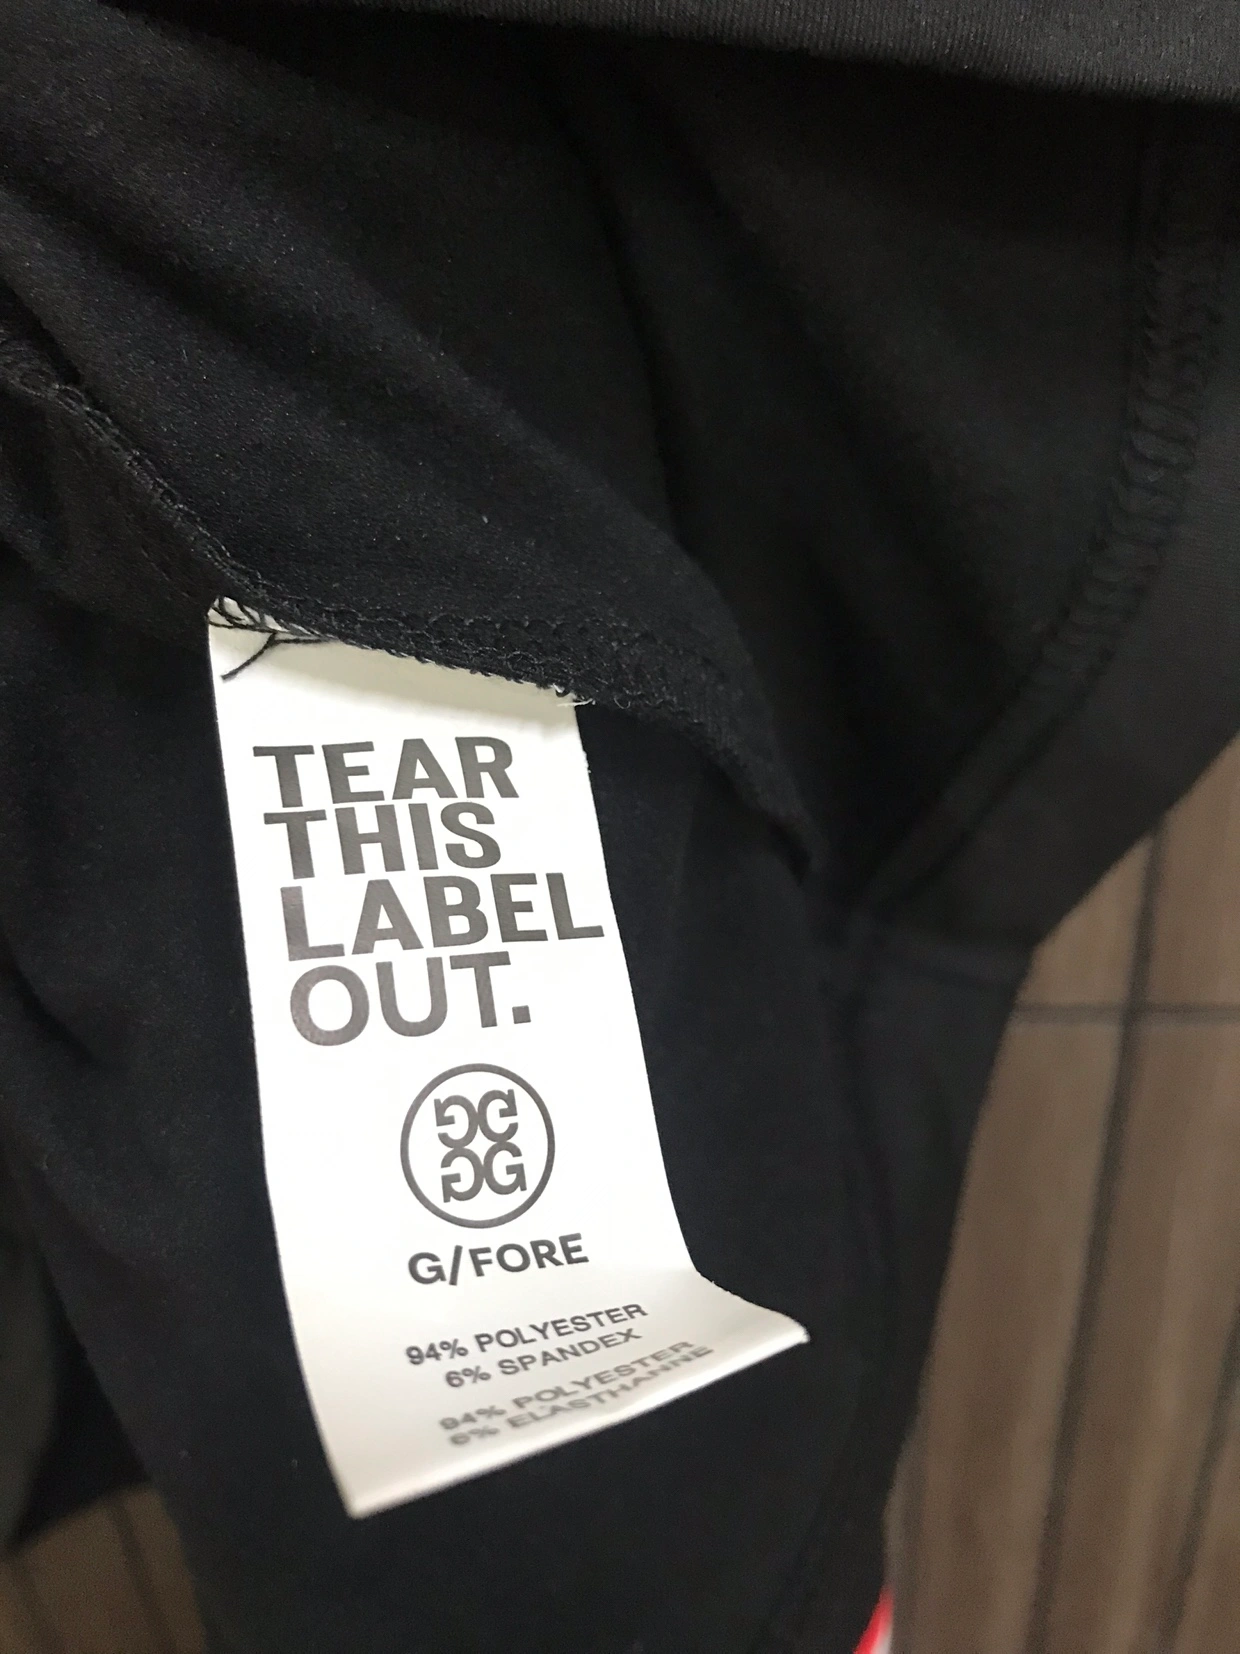 TEAR
THIS
LABEL
OUT.
G/FORE
94% POLYESTER
6% SPANDEX
94% POLYESTER
6% ELASTHANNE